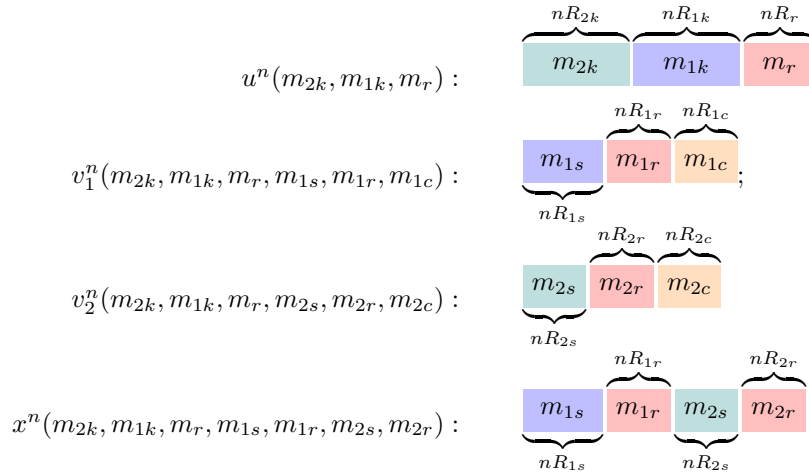 nR_{2k} nR_{1k} nR_r
u^n(m_{2k}, m_{1k}, m_r) : m_{2k} m_{1k} m_r
nR_{1r} nR_{1c}
v_1^n(m_{2k}, m_{1k}, m_r, m_{1s}, m_{1r}, m_{1c}) : m_{1s} m_{1r} m_{1c} ;
nR_{1s}
nR_{2r} nR_{2c}
v_2^n(m_{2k}, m_{1k}, m_r, m_{2s}, m_{2r}, m_{2c}) : m_{2s} m_{2r} m_{2c}
nR_{2s}
nR_{1r} nR_{2r}
x^n(m_{2k}, m_{1k}, m_r, m_{1s}, m_{1r}, m_{2s}, m_{2r}) : m_{1s} m_{1r} m_{2s} m_{2r}
nR_{1s} nR_{2s}